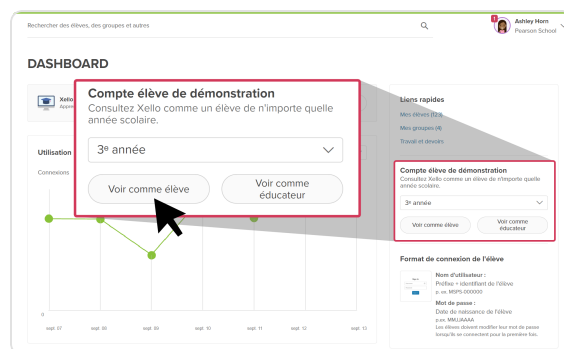 Rechercher des élèves, des groupes et autres
1
Ashley Horn
Pearson School
DASHBOARD
Xello
Appre
Compte élève de démonstration
Consultez Xello comme un élève de n'importe quelle
année scolaire.
3e année
Voir comme élève
Voir comme
éducateur
Utilisation
Connexions
0
sept 07
sept 08
sept 09
sept 10
sept 11
sept 12
sept 13
Liens rapides
Mes élèves (123)
Mes groupes (4)
Travail et devoirs
Compte élève de démonstration
Consultez Xello comme un élève de n'importe quelle
année scolaire.
3e année
Voir comme élève
Voir comme
éducateur
Format de connexion de l'élève
Nom d'utilisateur :
Préfixe + identifiant de l'élève
p. ex. MSPS-000000
Mot de passe :
Date de naissance de l'élève
p.ex. MMJJAAAA
Les élèves doivent modifier leur mot de passe
lorsqu'ils se connectent pour la première fois.